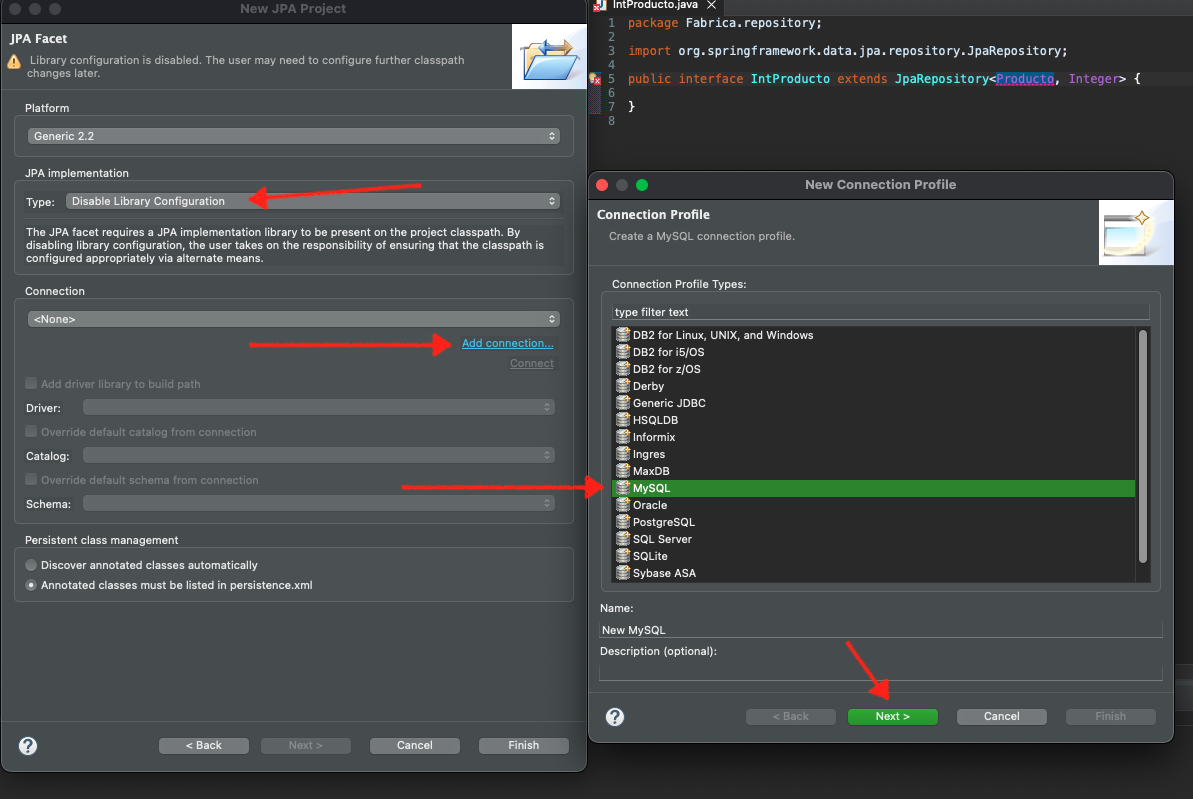 New JPA Project
JPA Facet
Library configuration is disabled. The user may need to configure further classpath
changes later.
Platform
Generic 2.2
JPA implementation
Type: Disable Library Configuration
The JPA facet requires a JPA implementation library to be present on the project classpath. By
disabling library configuration, the user takes on the responsibility of ensuring that the classpath is
configured appropriately via alternate means.
Connection
<None>
Add connection...
Connect
Add driver library to build path
Driver:
Override default catalog from connection
Catalog:
Override default schema from connection
Schema:
Persistent class management
Discover annotated classes automatically
Annotated classes must be listed in persistence.xml
?
< Back
Next >
Cancel
Finish
IntProducto.java
1 package Fabrica.repository;
2
3 import org.springframework.data.jpa.repository.JpaRepository;
4
5 public interface IntProducto extends JpaRepository<Producto, Integer> {
6
7 }
8
New Connection Profile
Connection Profile
Create a MySQL connection profile.
Connection Profile Types:
type filter text
DB2 for Linux, UNIX, and Windows
DB2 for i5/OS
DB2 for z/OS
Derby
Generic JDBC
HSQLDB
Informix
Ingres
MaxDB
MySQL
Oracle
PostgreSQL
SQL Server
SQLite
Sybase ASA
Name:
New MySQL
Description (optional):
?
< Back
Next >
Cancel
Finish